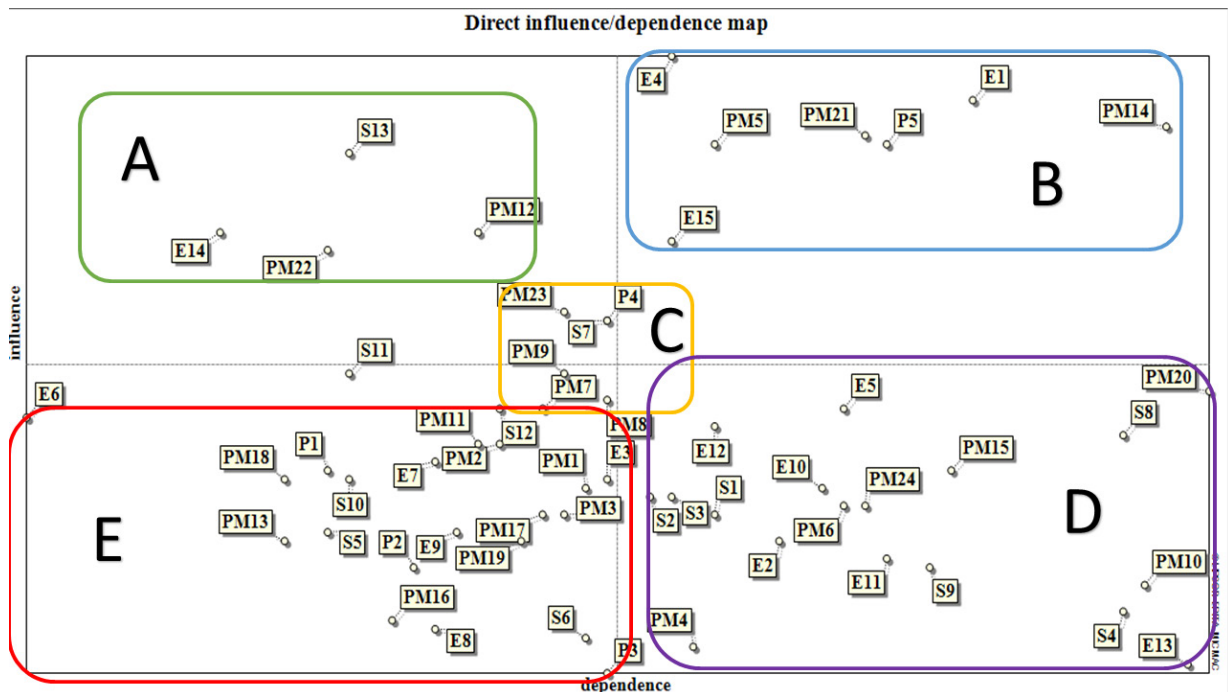 Direct influence/dependence map
E4
E1
PM5
PM21
P5
PM14
S13
A
B
PM12
E15
E14
PM22
PM23
P4
S7
C
influence
PM9
S11
PM20
PM7
E5
E6
S8
PM11
PM8
S12
P1
E12
PM15
PM18
PM2
PM1
E3
E7
E10
PM24
S10
S1
D
PM13
S2
S3
PM3
PM17
PM6
E
S5
P2
E9
PM19
E2
PM10
E11
S9
PM16
S6
PM4
E8
S4
E13
P3
dependence